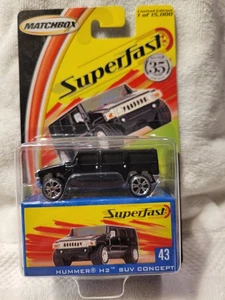 MATCHBOX
Limited Edition
1 of 15,000
Superfast
35
Superfast
43
HUMMER® H2™ SUV CONCEPT